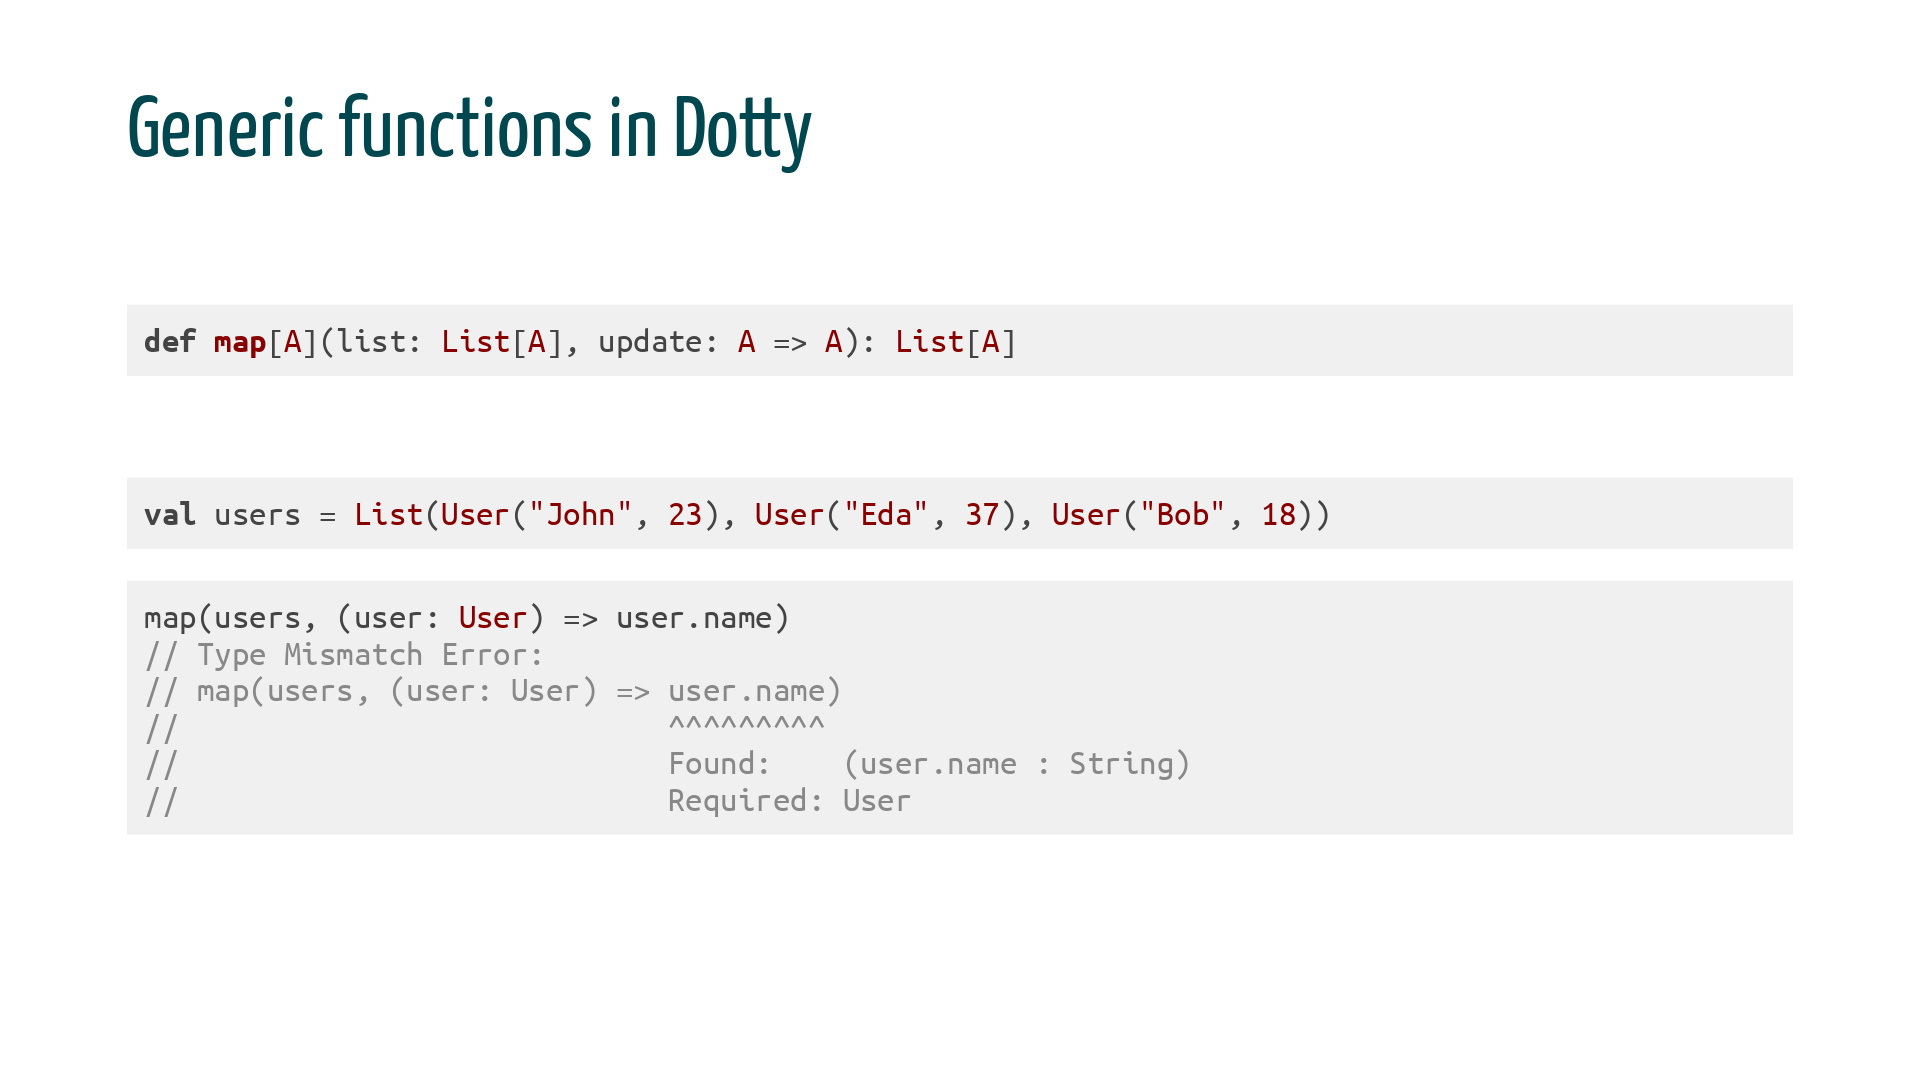 Generic functions in Dotty
def map[A](list: List[A], update: A => A): List[A]
val users = List(User("John", 23), User("Eda", 37), User("Bob", 18))
map(users, (user: User) => user.name)
// Type Mismatch Error:
// map(users, (user: User) => user.name)
//                            ^^^^^^^^^
//                            Found:    (user.name : String)
//                            Required: User